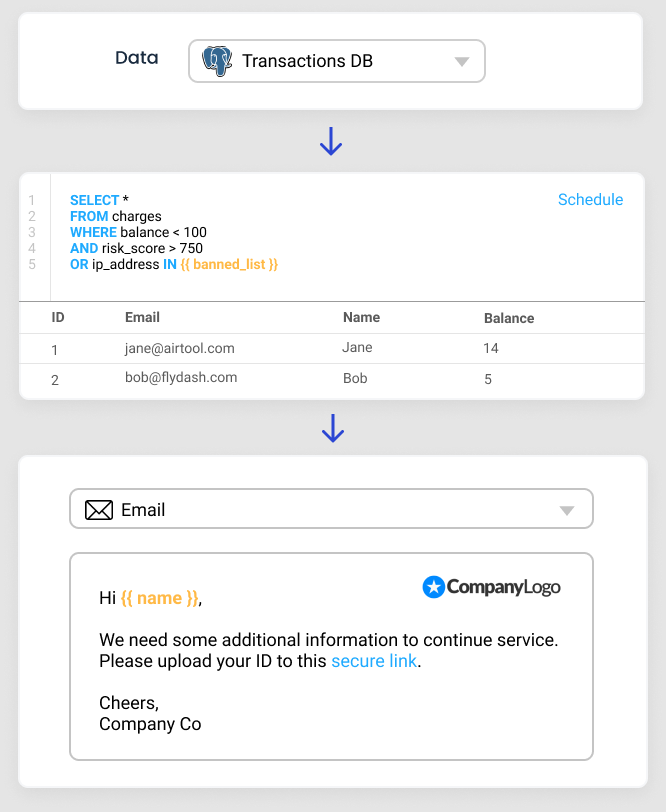 Data
Transactions DB
1 SELECT *
2 FROM charges
3 WHERE balance < 100
4 AND risk_score > 750
5 OR ip_address IN {{ banned_list }}
Schedule
ID Email Name Balance
1 jane@airtool.com Jane 14
2 bob@flydash.com Bob 5
Email
CompanyLogo
Hi {{ name }},
We need some additional information to continue service.
Please upload your ID to this secure link.
Cheers,
Company Co